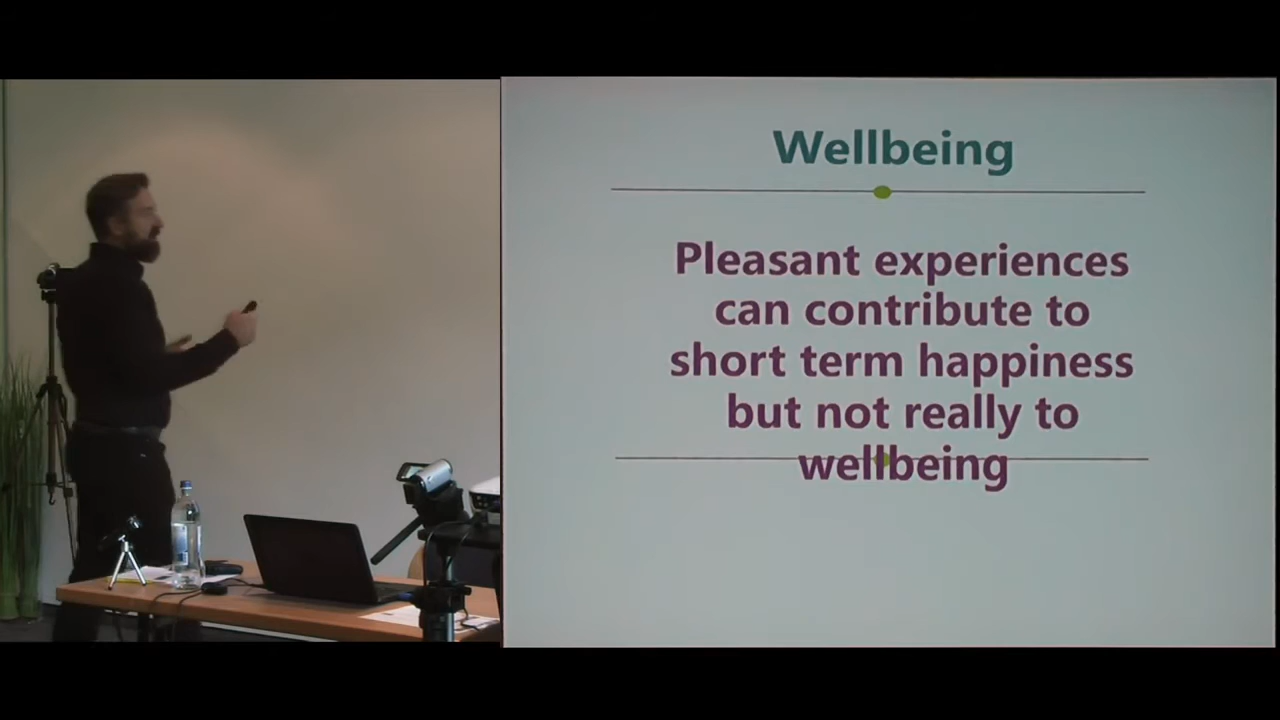 Wellbeing
Pleasant experiences
can contribute to
short term happiness
but not really to
wellbeing